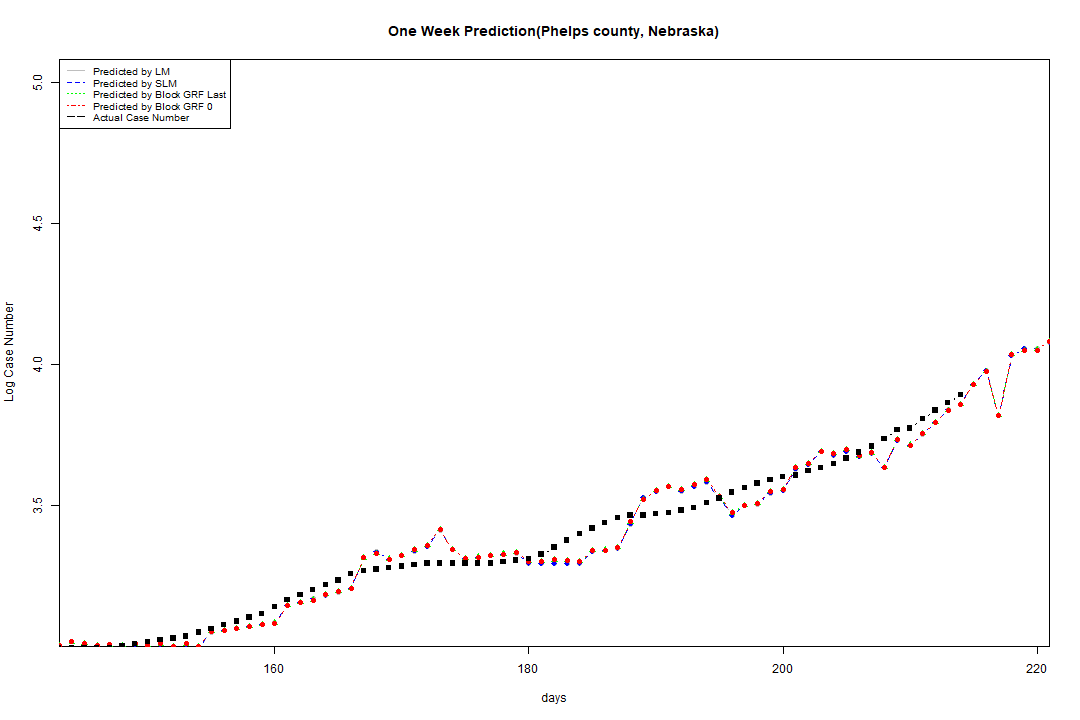 One Week Prediction(Phelps county, Nebraska)
Predicted by LM
Predicted by SLM
Predicted by Block GRF Last
Predicted by Block GRF 0
Actual Case Number
5.0
4.5
4.0
3.5
Log Case Number
160
180
200
220
days